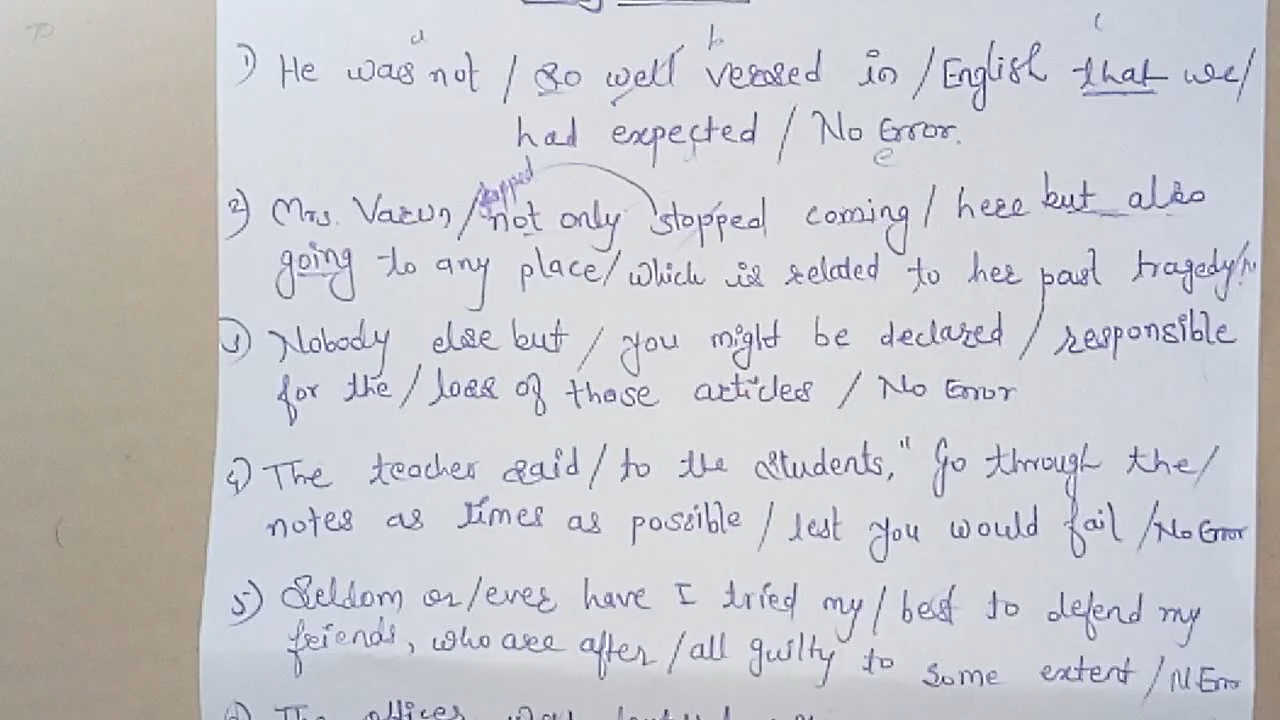 a b (
1) He was not / so well versed in / English that we /
had expected / No Error.
e
stopped
2) Mrs. Varun / not only stopped coming / here but also
going to any place / which is related to her past tragedy /
3) Nobody else but / you might be declared / responsible
for the / loss of those articles / No Error
4) The teacher said / to the students, " Go through the /
notes as times as possible / lest you would fail / No Error
5) Seldom or / ever have I tried my / best to defend my
friends, who are after / all guilty to some extent / N Error
The